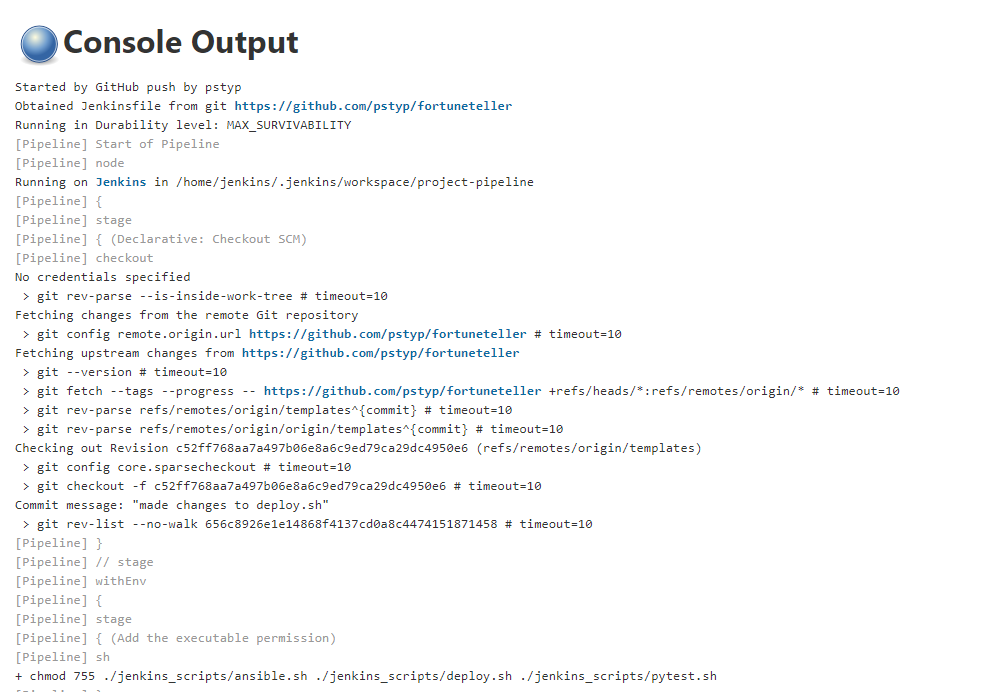 Console Output
Started by GitHub push by pstyp
Obtained Jenkinsfile from git https://github.com/pstyp/fortuneteller
Running in Durability level: MAX_SURVIVABILITY
[Pipeline] Start of Pipeline
[Pipeline] node
Running on Jenkins in /home/jenkins/.jenkins/workspace/project-pipeline
[Pipeline] {
[Pipeline] stage
[Pipeline] { (Declarative: Checkout SCM)
[Pipeline] checkout
No credentials specified
 > git rev-parse --is-inside-work-tree # timeout=10
Fetching changes from the remote Git repository
 > git config remote.origin.url https://github.com/pstyp/fortuneteller # timeout=10
Fetching upstream changes from https://github.com/pstyp/fortuneteller
 > git --version # timeout=10
 > git fetch --tags --progress -- https://github.com/pstyp/fortuneteller +refs/heads/*:refs/remotes/origin/* # timeout=10
 > git rev-parse refs/remotes/origin/templates^{commit} # timeout=10
 > git rev-parse refs/remotes/origin/origin/templates^{commit} # timeout=10
Checking out Revision c52ff768aa7a497b06e8a6c9ed79ca29dc4950e6 (refs/remotes/origin/templates)
 > git config core.sparsecheckout # timeout=10
 > git checkout -f c52ff768aa7a497b06e8a6c9ed79ca29dc4950e6 # timeout=10
Commit message: "made changes to deploy.sh"
 > git rev-list --no-walk 656c8926e1e14868f4137cd0a8c4474151871458 # timeout=10
[Pipeline] }
[Pipeline] // stage
[Pipeline] withEnv
[Pipeline] {
[Pipeline] stage
[Pipeline] { (Add the executable permission)
[Pipeline] sh
+ chmod 755 ./jenkins_scripts/ansible.sh ./jenkins_scripts/deploy.sh ./jenkins_scripts/pytest.sh